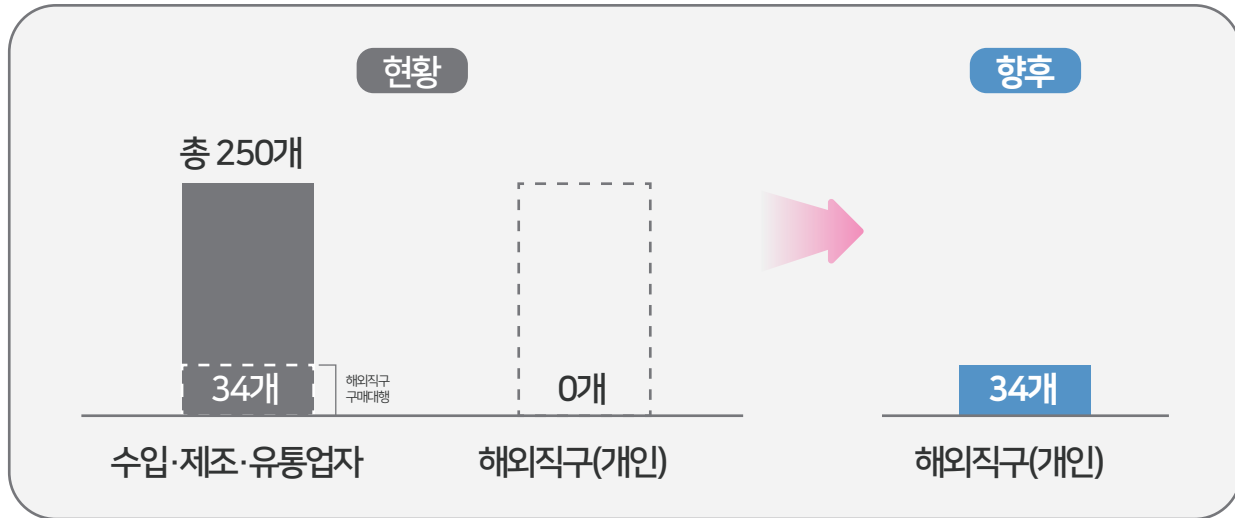 현황
총 250개
34개
해외직구
구매대행
수입·제조·유통업자
0개
해외직구(개인)
향후
34개
해외직구(개인)